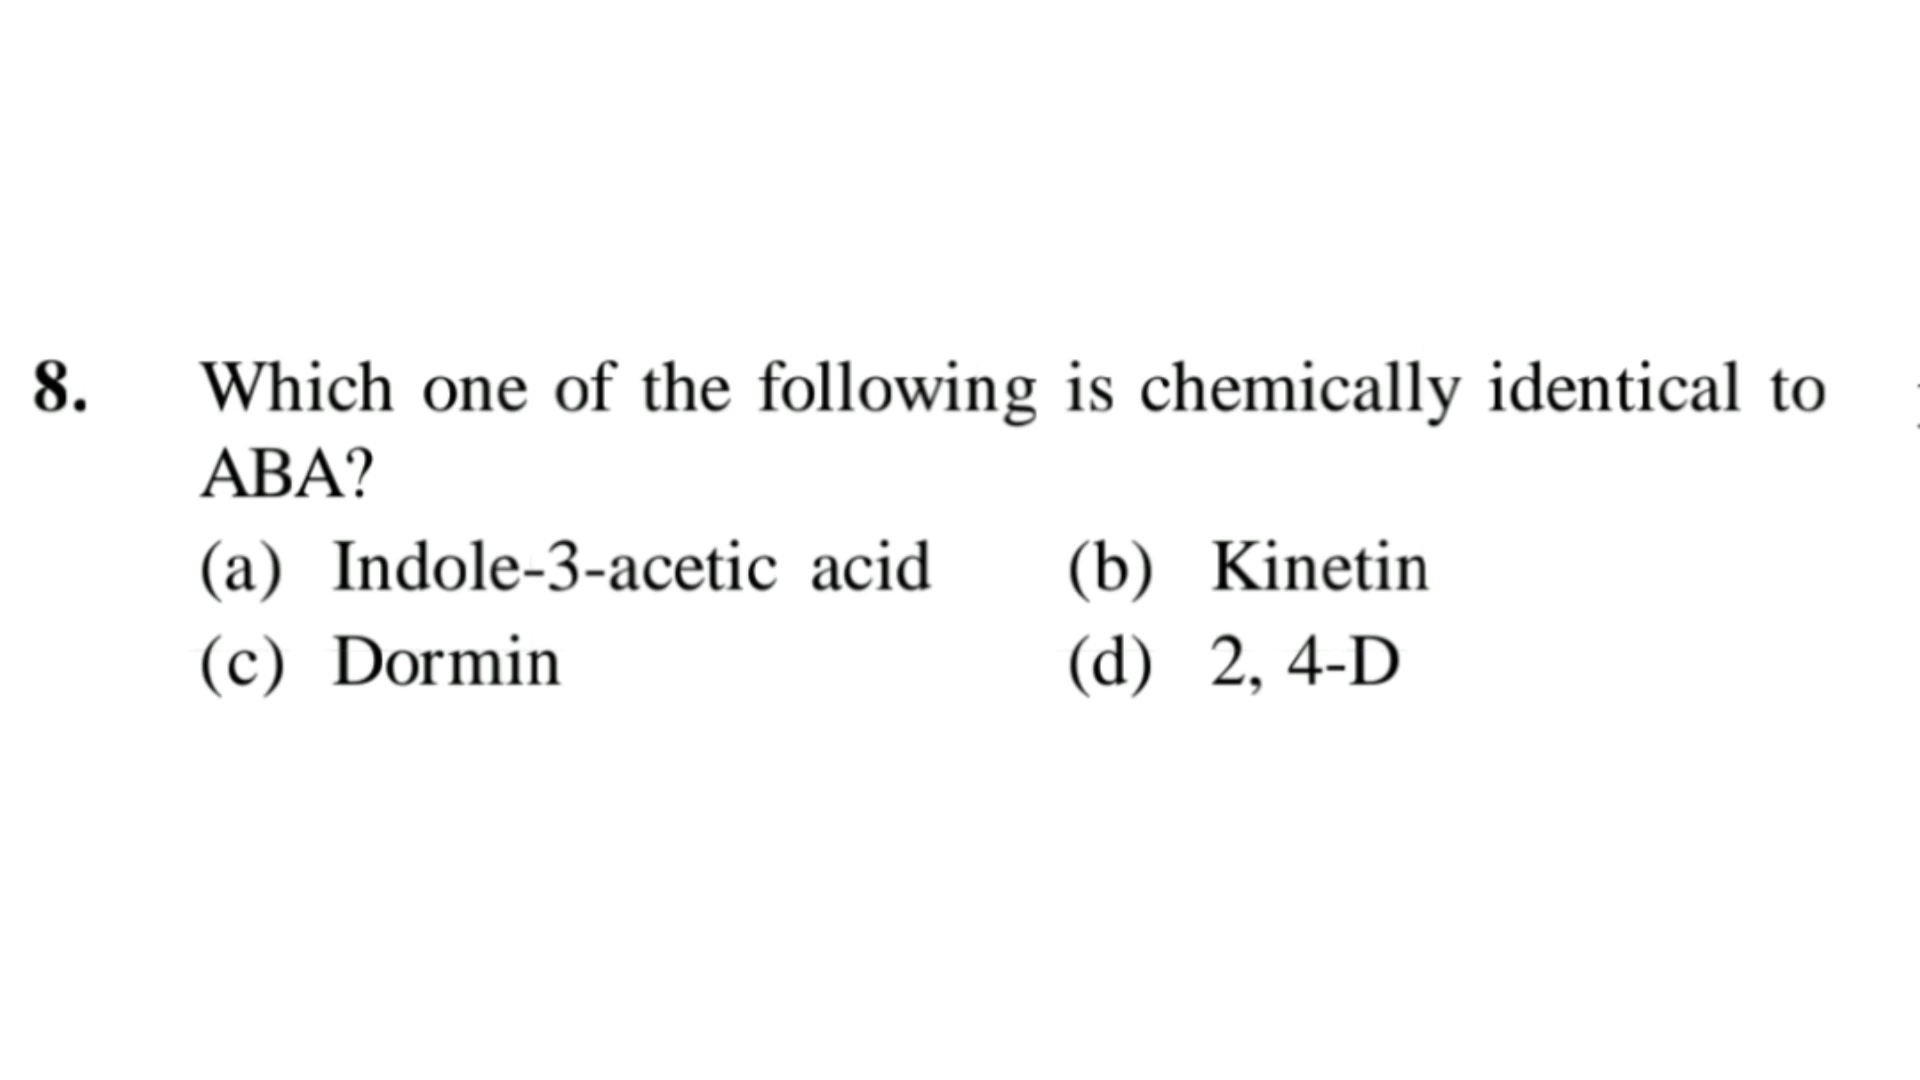 8. Which one of the following is chemically identical to
ABA?
(a) Indole-3-acetic acid (b) Kinetin
(c) Dormin (d) 2, 4-D